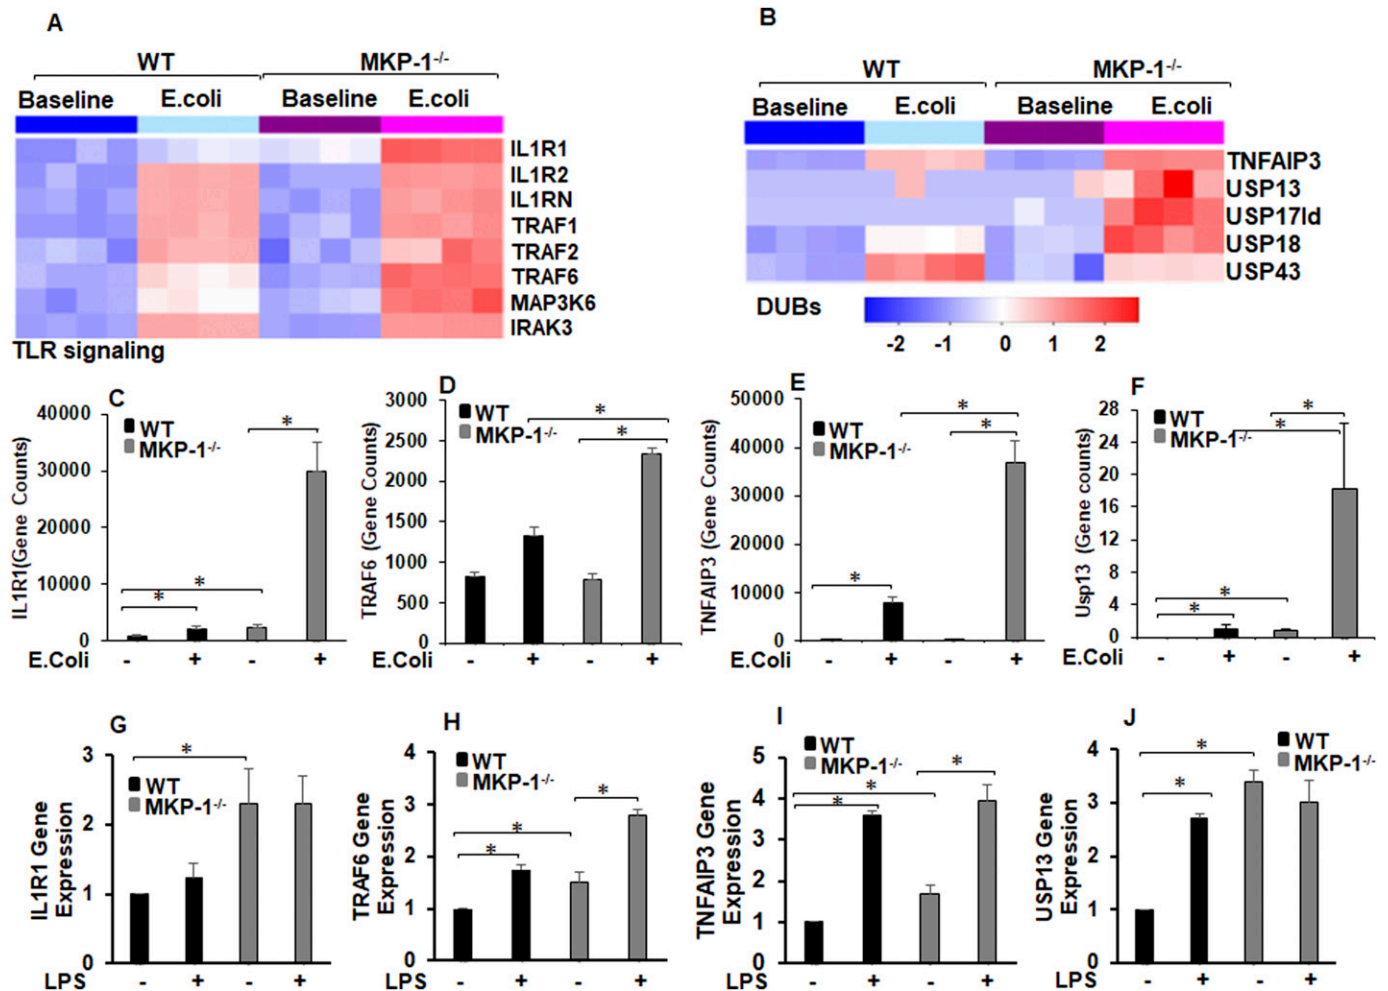 A
WT
MKP-1-/-
Baseline
E.coli
Baseline
E.coli
IL1R1
IL1R2
IL1RN
TRAF1
TRAF2
TRAF6
MAP3K6
IRAK3
TLR signaling
B
WT
MKP-1-/-
Baseline
E.coli
Baseline
E.coli
TNFAIP3
USP13
USP17ld
USP18
USP43
DUBs
-2 -1 0 1 2
C
WT
MKP-1-/-
IL1R1(Gene Counts)
40000
30000
20000
10000
0
*
*
*
E.Coli - + - +
D
WT
MKP-1-/-
TRAF6 (Gene Counts)
3000
2500
2000
1500
1000
500
0
*
*
E.Coli - + - +
E
WT
MKP-1-/-
TNFAIP3 (Gene Counts)
50000
40000
30000
20000
10000
0
*
*
*
E.Coli - + - +
F
WT
MKP-1-/-
Usp13 (Gene counts)
28
24
20
16
12
8
4
0
*
*
*
*
E.Coli - + - +
G
WT
MKP-1-/-
IL1R1 Gene
Expression
3
2
1
0
*
LPS - + - +
H
WT
MKP-1-/-
TRAF6 Gene
Expression
4
3
2
1
0
*
*
*
LPS - + - +
I
WT
MKP-1-/-
TNFAIP3 Gene
Expression
5
4
3
2
1
0
*
*
*
LPS - + - +
J
WT
MKP-1-/-
USP13 Gene
Expression
4
3
2
1
0
*
*
LPS - + - +